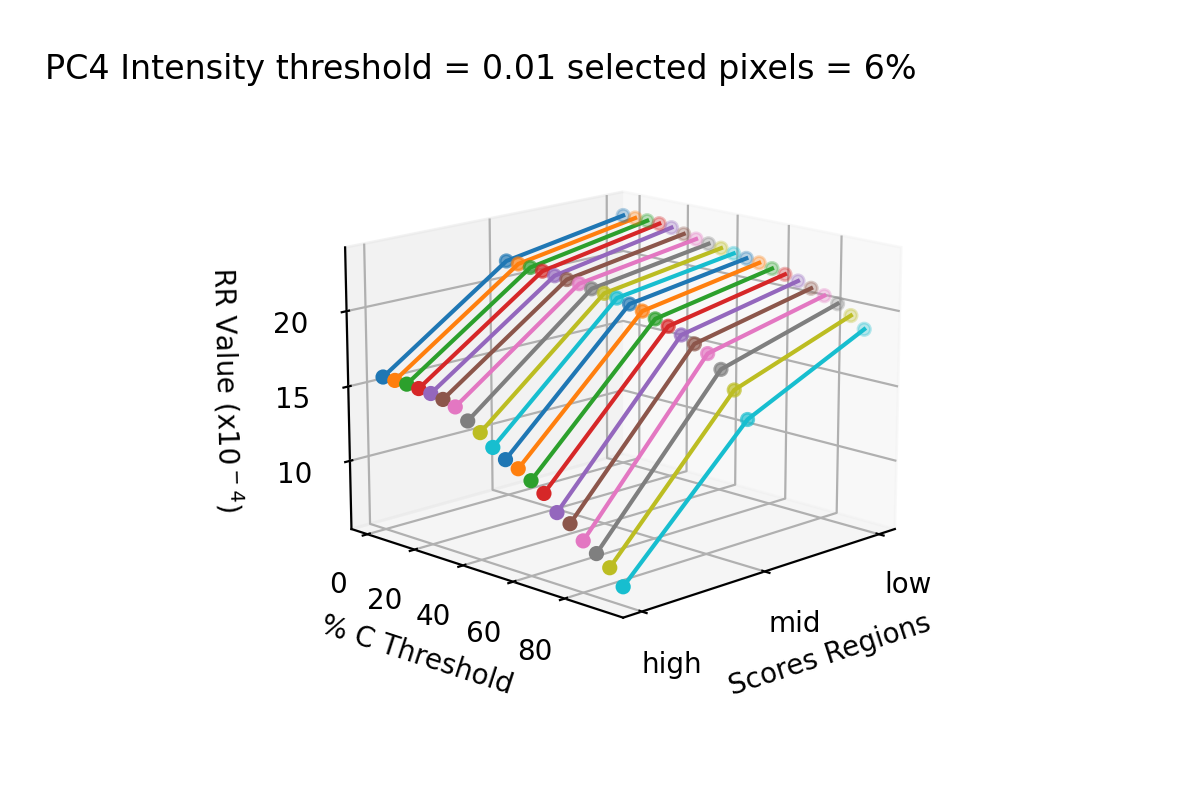 PC4 Intensity threshold = 0.01 selected pixels = 6%
RR Value (x10⁻⁴)
20
15
10
0
20
40
60
80
% C Threshold
high
mid
low
Scores Regions